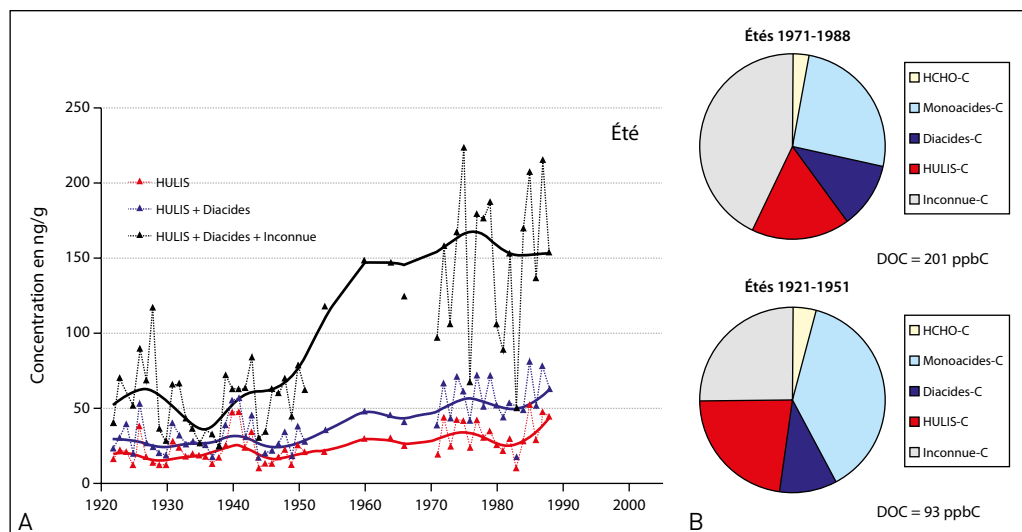 Étés 1971-1988
HCHO-C
Monoacides-C
Diacides-C
HULIS-C
Inconnue-C
DOC = 201 ppbC
Étés 1921-1951
HCHO-C
Monoacides-C
Diacides-C
HULIS-C
Inconnue-C
DOC = 93 ppbC
B
Été
HULIS
HULIS + Diacides
HULIS + Diacides + Inconnue
Concentration en ng/g
250
200
150
100
50
0
1920 1930 1940 1950 1960 1970 1980 1990 2000
A